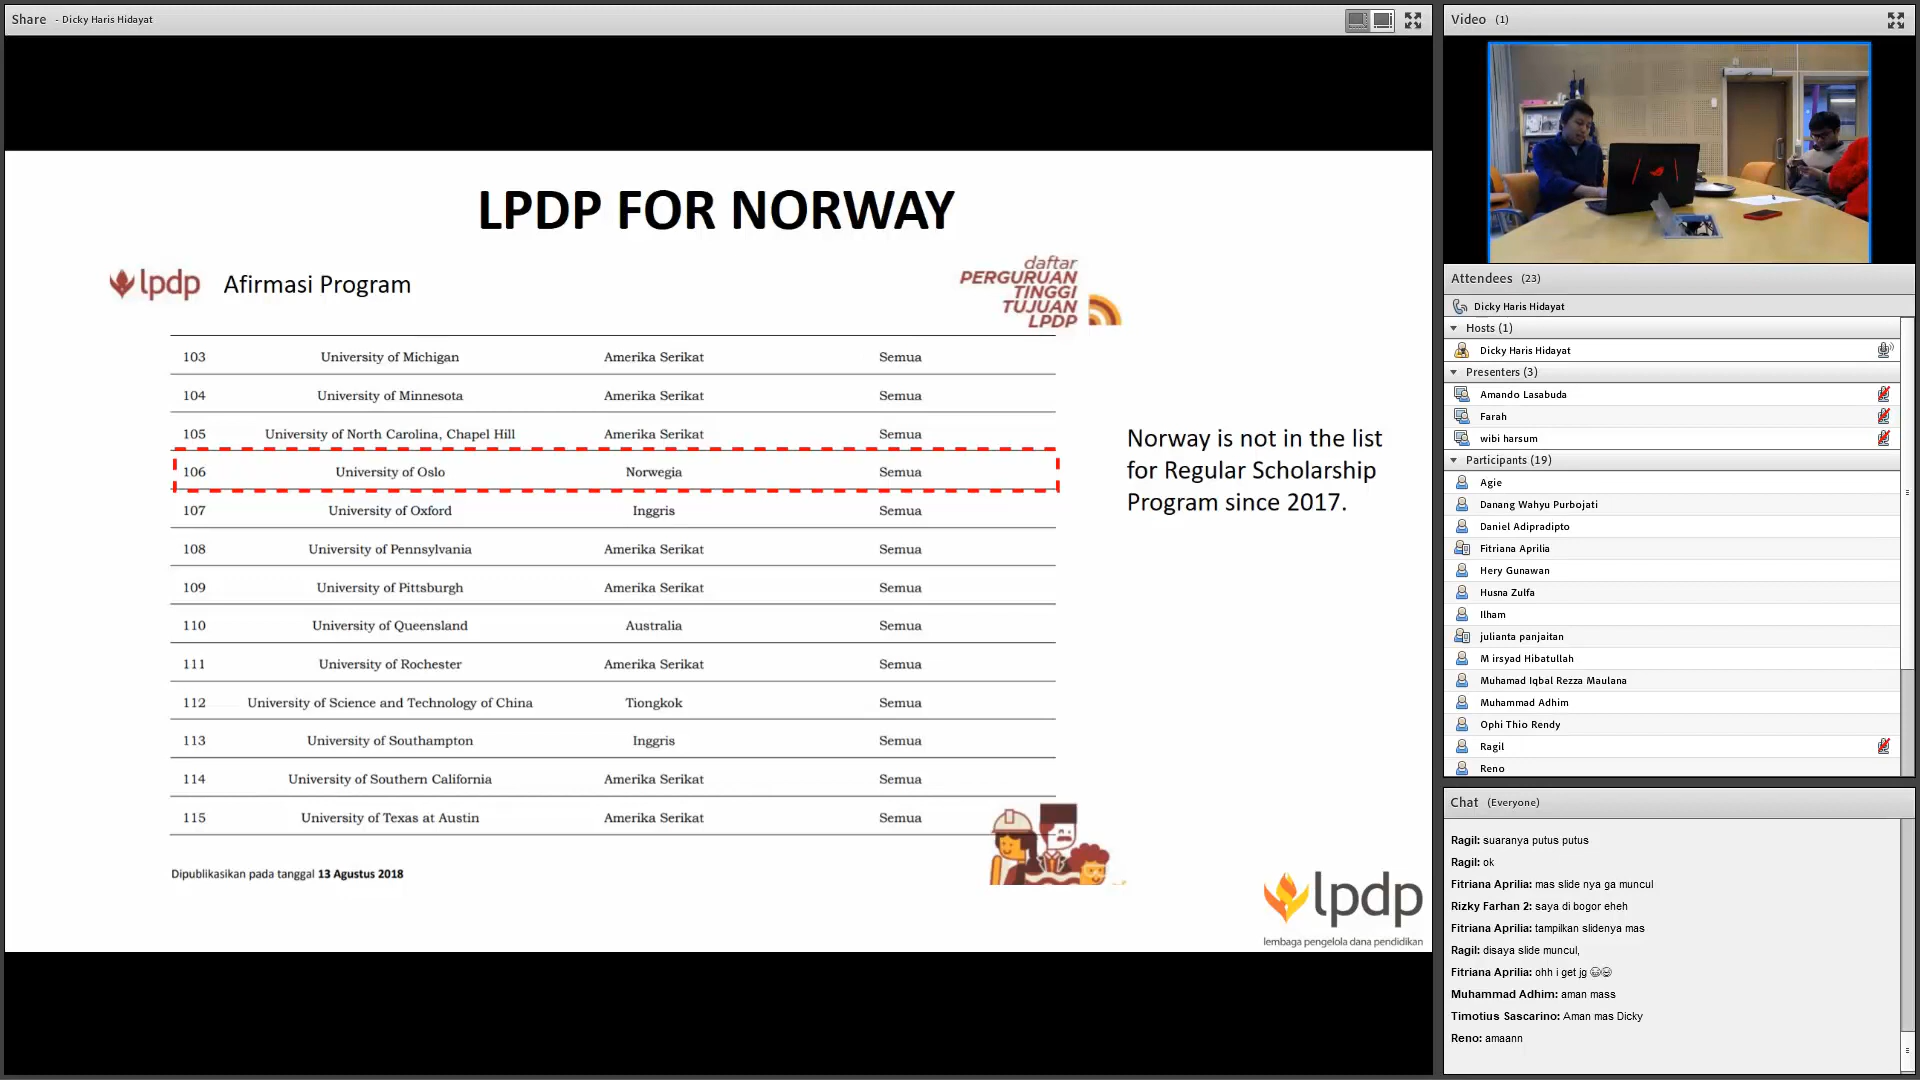 Share - Dicky Haris Hidayat
LPDP FOR NORWAY
lpdp Afirmasi Program
daftar
PERGURUAN
TINGGI
TUJUAN
LPDP
103 University of Michigan Amerika Serikat Semua
104 University of Minnesota Amerika Serikat Semua
105 University of North Carolina, Chapel Hill Amerika Serikat Semua
106 University of Oslo Norwegia Semua
107 University of Oxford Inggris Semua
108 University of Pennsylvania Amerika Serikat Semua
109 University of Pittsburgh Amerika Serikat Semua
110 University of Queensland Australia Semua
111 University of Rochester Amerika Serikat Semua
112 University of Science and Technology of China Tiongkok Semua
113 University of Southampton Inggris Semua
114 University of Southern California Amerika Serikat Semua
115 University of Texas at Austin Amerika Serikat Semua
Dipublikasikan pada tanggal 13 Agustus 2018
Norway is not in the list
for Regular Scholarship
Program since 2017.
lpdp
lembaga pengelola dana pendidikan
Video (1)
Attendees (23)
Dicky Haris Hidayat
Hosts (1)
Dicky Haris Hidayat
Presenters (3)
Amando Lasabuda
Farah
wibi harsum
Participants (19)
Agie
Danang Wahyu Purbojati
Daniel Adipradipto
Fitriana Aprilia
Hery Gunawan
Husna Zulfa
Ilham
julianta panjaitan
M irsyad Hibatullah
Muhamad Iqbal Rezza Maulana
Muhammad Adhim
Ophi Thio Rendy
Ragil
Reno
Chat (Everyone)
Ragil: suaranya putus putus
Ragil: ok
Fitriana Aprilia: mas slide nya ga muncul
Rizky Farhan 2: saya di bogor eheh
Fitriana Aprilia: tampilkan slidenya mas
Ragil: disaya slide muncul,
Fitriana Aprilia: ohh i get jg 😂😂
Muhammad Adhim: aman mass
Timotius Sascarino: Aman mas Dicky
Reno: amaann